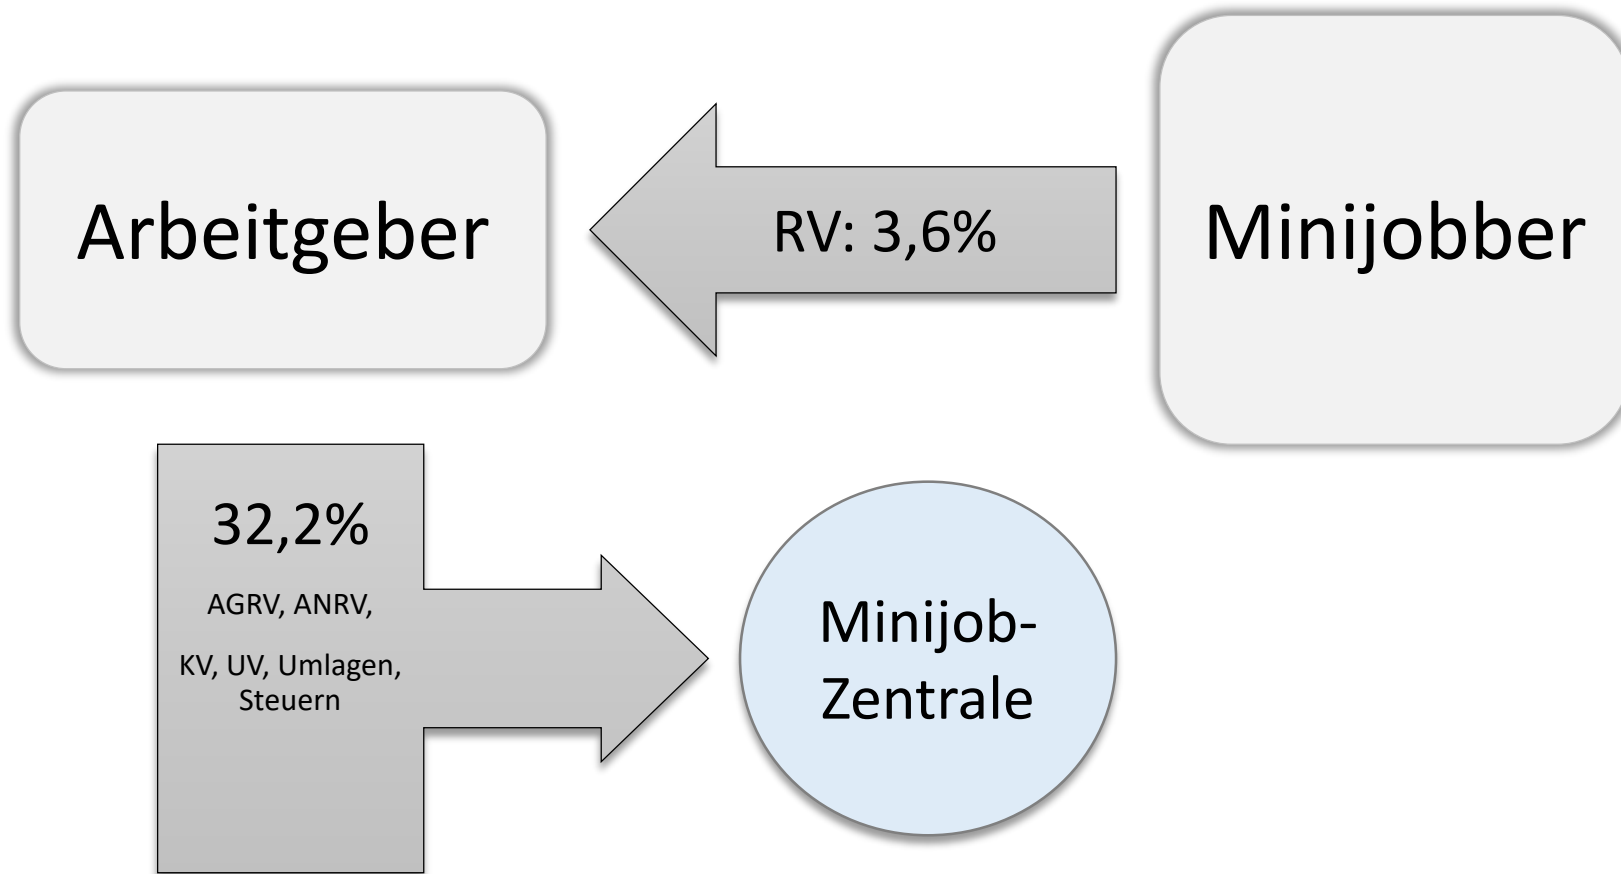 Arbeitgeber
RV: 3,6%
Minijobber
32,2%
AGRV, ANRV,
KV, UV, Umlagen,
Steuern
Minijob-
Zentrale